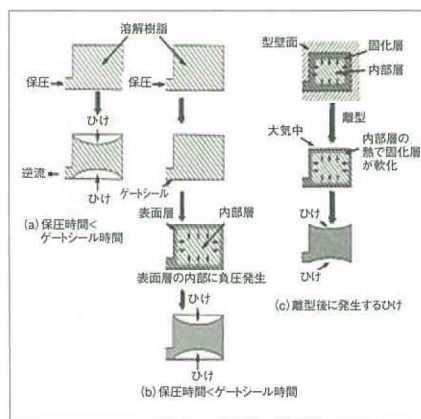 溶解樹脂
保圧
ひけ
逆流
ひけ
(a) 保圧時間<
ゲートシール時間
保圧
ゲートシール
表面層
内部層
表面層の内部に負圧発生
ひけ
ひけ
(b) 保圧時間<ゲートシール時間
型壁面
固化層
内部層
離型
大気中
内部層の
熱で固化層
が軟化
ひけ
ひけ
(c) 離型後に発生するひけ